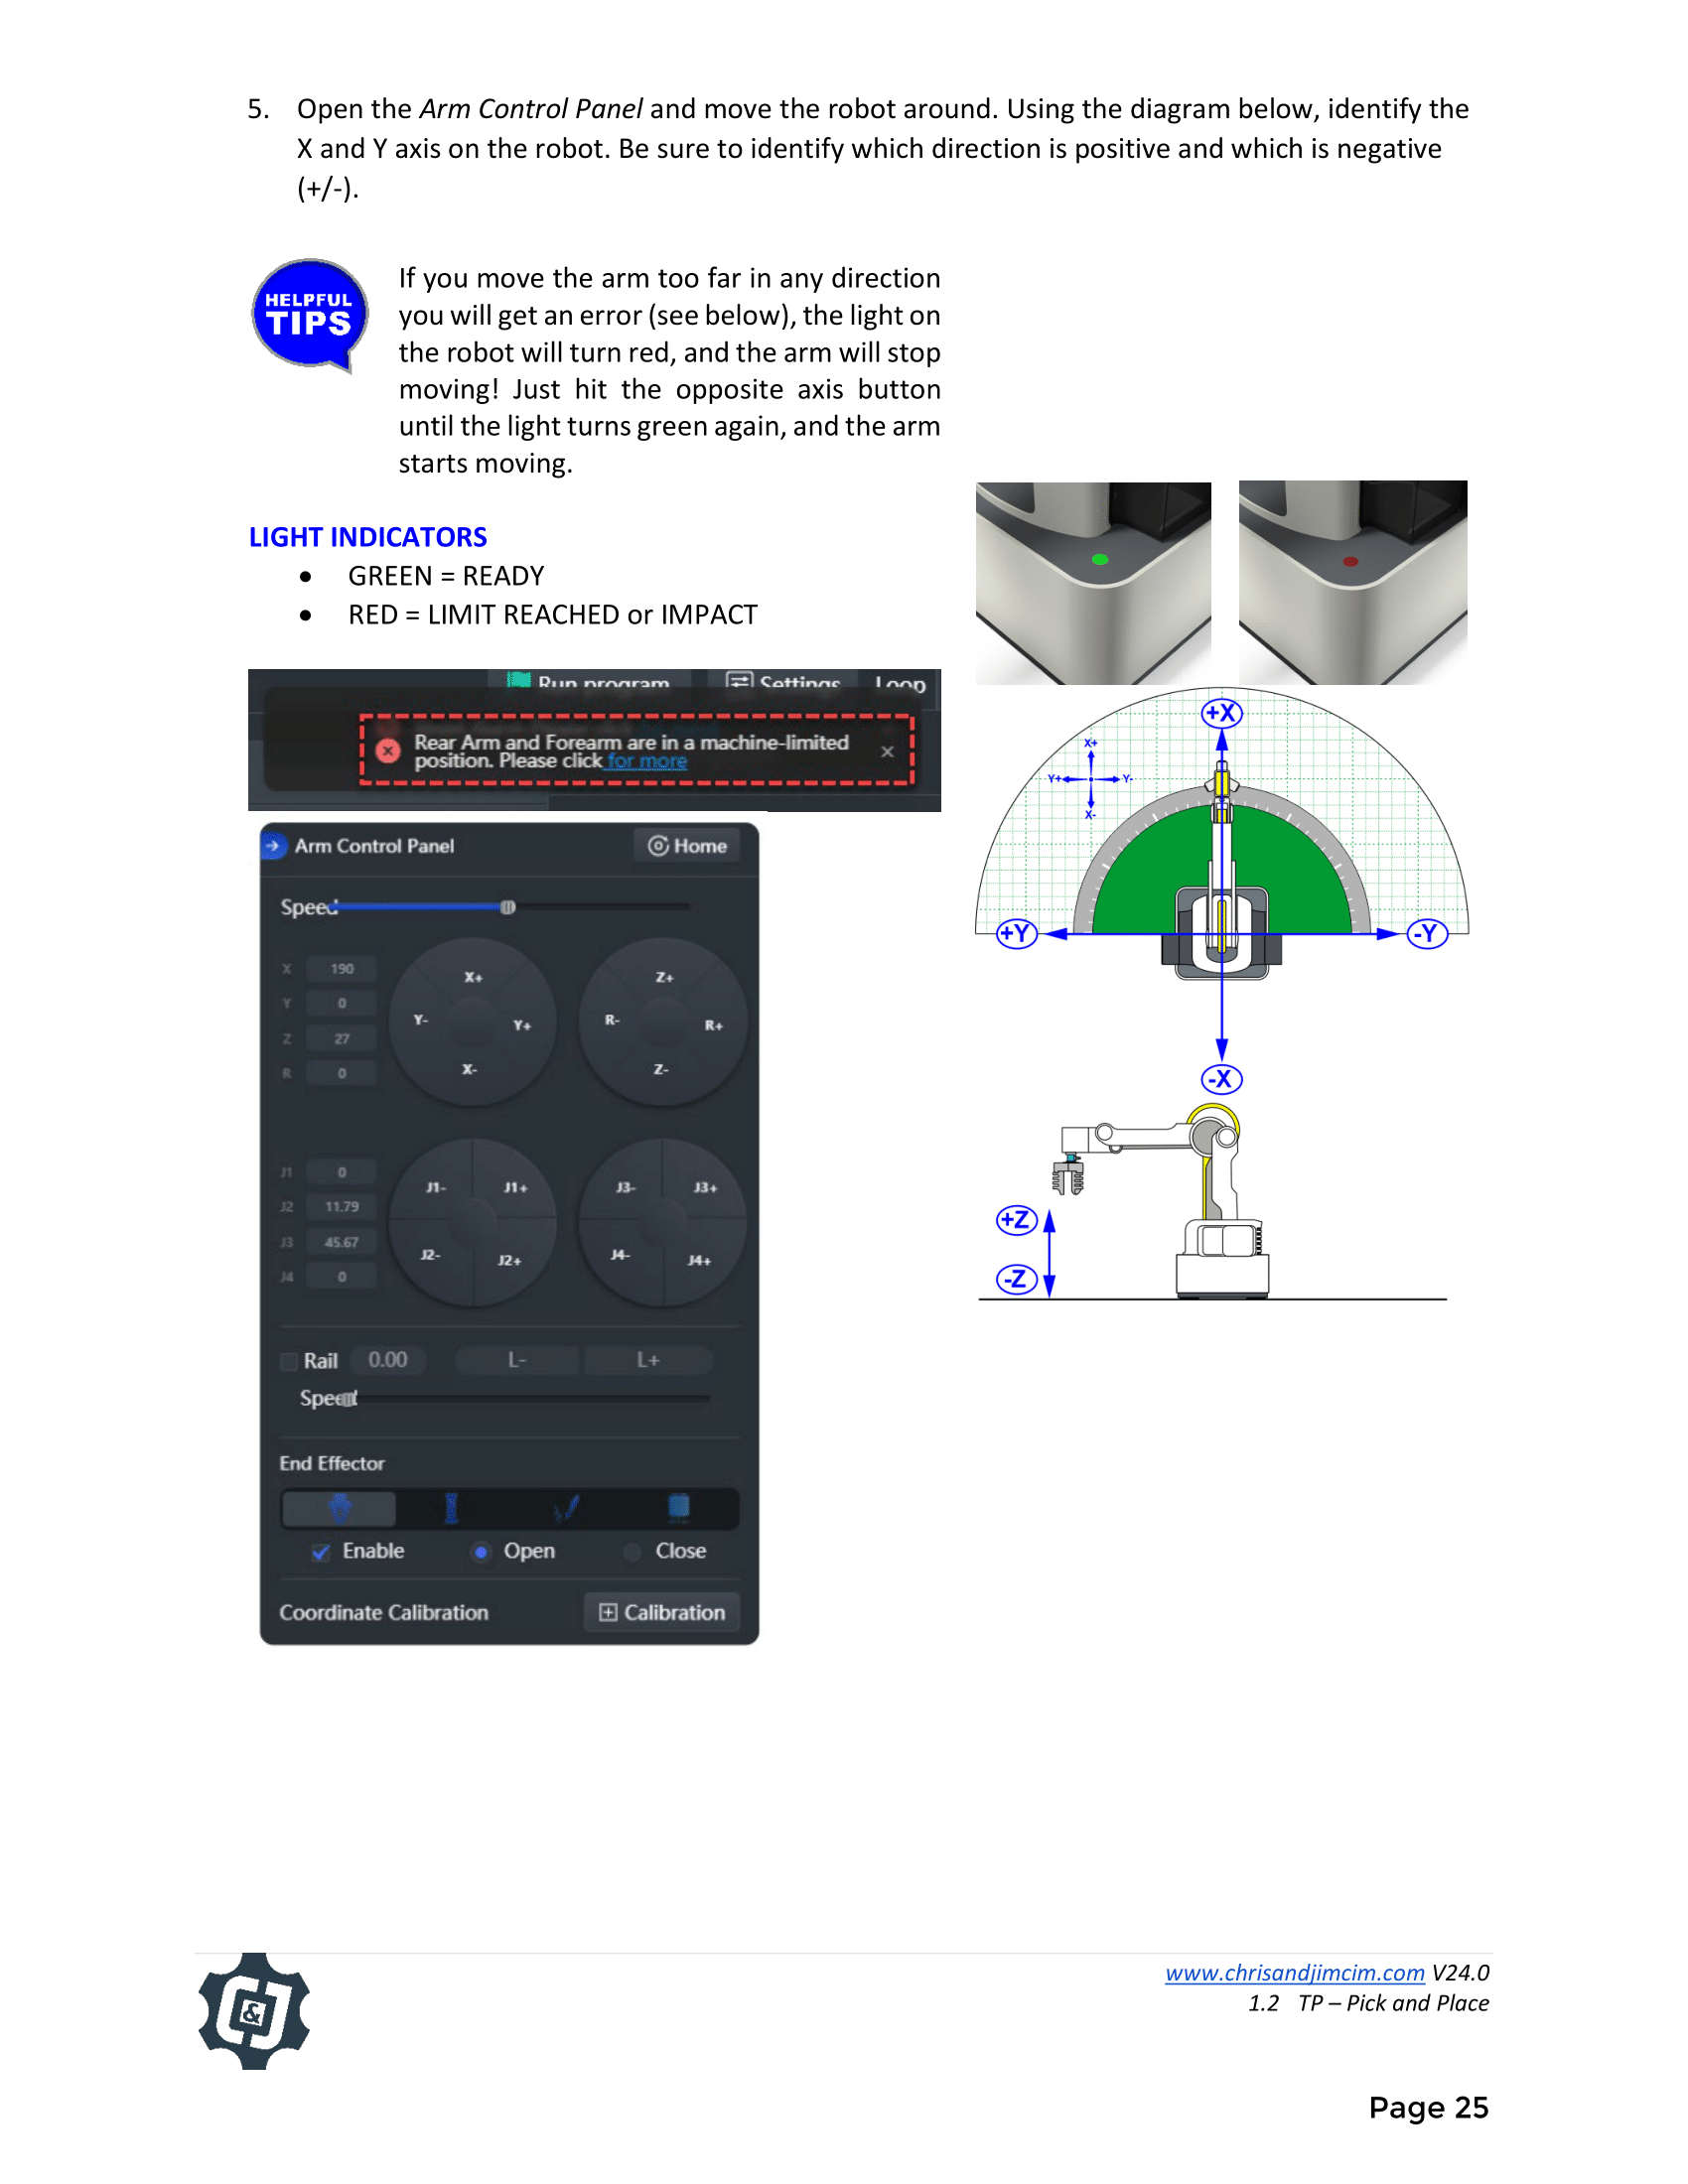 5. Open the Arm Control Panel and move the robot around. Using the diagram below, identify the
X and Y axis on the robot. Be sure to identify which direction is positive and which is negative
(+/-).
HELPFUL
TIPS
If you move the arm too far in any direction
you will get an error (see below), the light on
the robot will turn red, and the arm will stop
moving! Just hit the opposite axis button
until the light turns green again, and the arm
starts moving.
LIGHT INDICATORS
• GREEN = READY
• RED = LIMIT REACHED or IMPACT
Run program Settings Loop
Rear Arm and Forearm are in a machine-limited
position. Please click for more
Arm Control Panel Home
Speed
X 190
Y 0
Z 27
R 0
X+
Y- Y+
X-
Z+
R- R+
Z-
J1 0
J2 11.79
J3 45.67
J4 0
J1- J1+
J2- J2+
J3- J3+
J4- J4+
Rail 0.00 L- L+
Speed
End Effector
Enable Open Close
Coordinate Calibration Calibration
+X
X+
Y+ Y-
X-
+Y -Y
-X
+Z
-Z
&
www.chrisandjimcim.com V24.0
1.2 TP – Pick and Place
Page 25